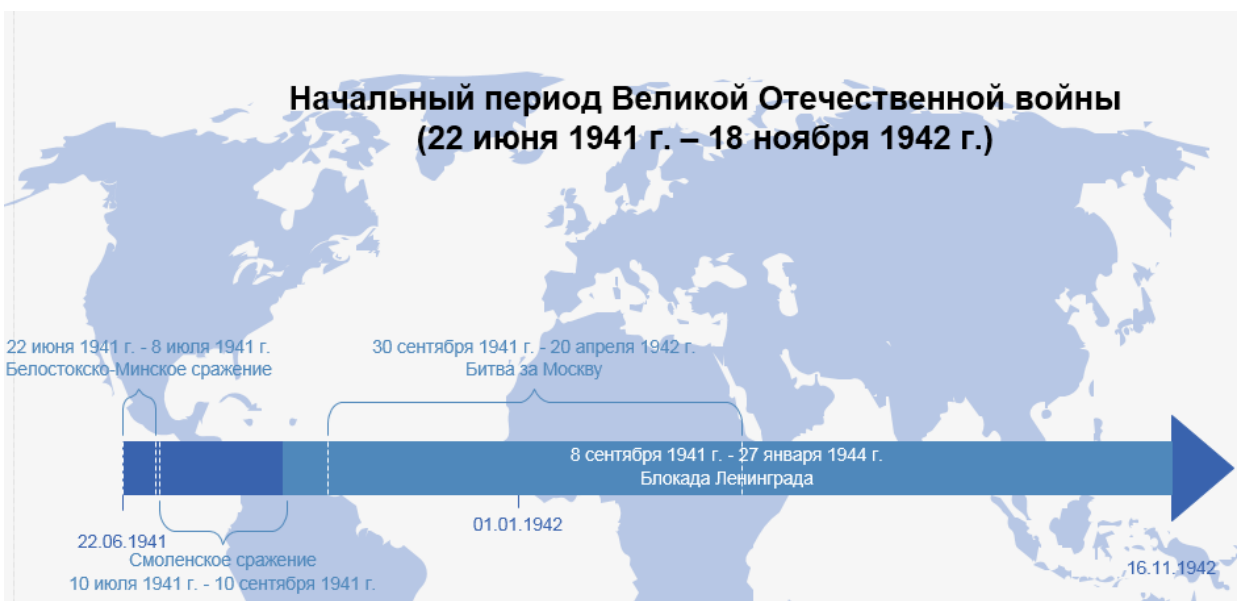 Начальный период Великой Отечественной войны
(22 июня 1941 г. – 18 ноября 1942 г.)
22 июня 1941 г. - 8 июля 1941 г.
Белостокско-Минское сражение
30 сентября 1941 г. - 20 апреля 1942 г.
Битва за Москву
8 сентября 1941 г. - 27 января 1944 г.
Блокада Ленинграда
22.06.1941
01.01.1942
Смоленское сражение
10 июля 1941 г. - 10 сентября 1941 г.
16.11.1942